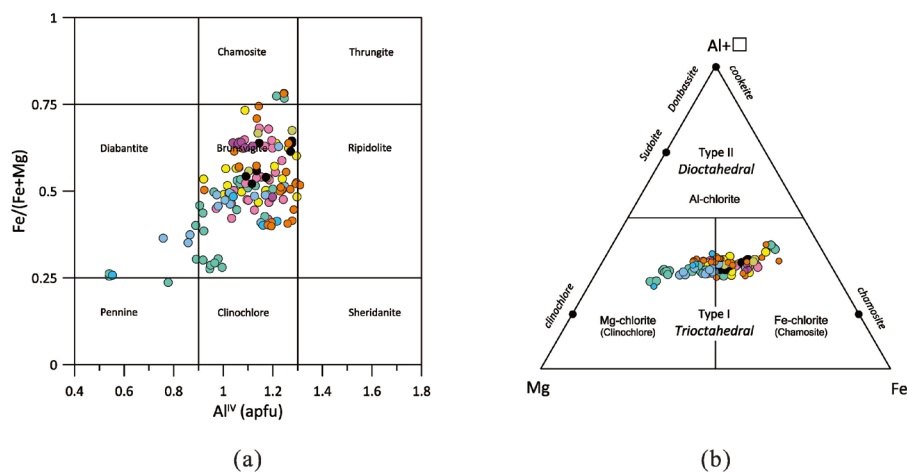 1
Chamosite
Thrungite
0.75
Diabantite
Brunsvigite
Ripidolite
0.5
Fe/(Fe+Mg)
0.25
Pennine
Clinochlore
Sheridanite
0
0.4 0.6 0.8 1 1.2 1.4 1.6 1.8
Al^IV (apfu)
(a)
Al+□
Donbassite
cookeite
Sudoite
Type II
Dioctahedral
Al-chlorite
clinochlore
chamosite
Mg-chlorite
(Clinochlore)
Type I
Trioctahedral
Fe-chlorite
(Chamosite)
Mg
Fe
(b)